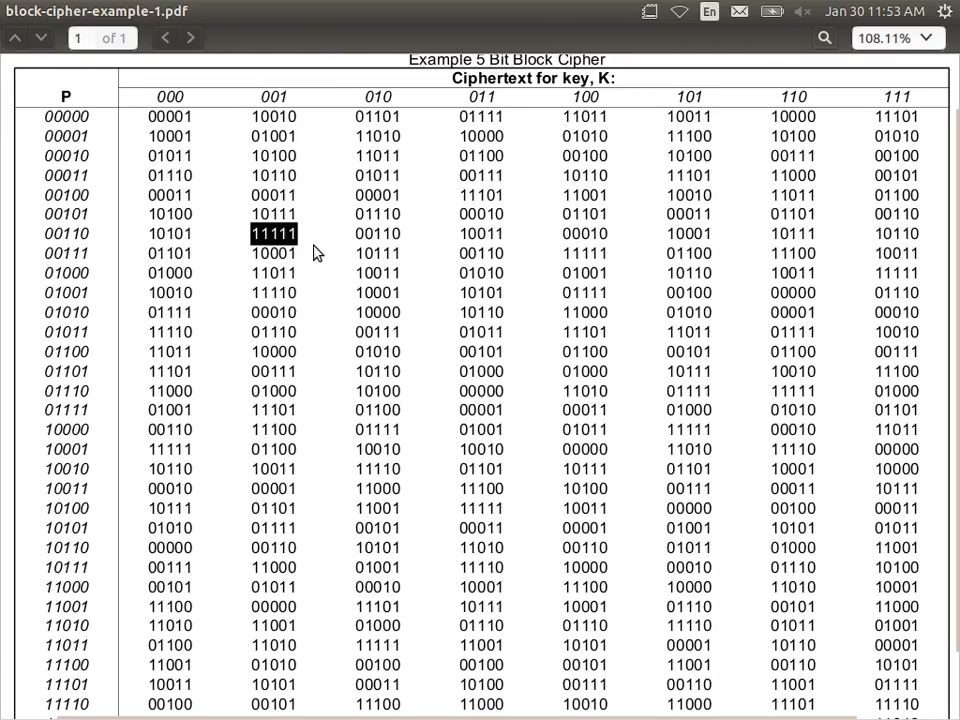 block-cipher-example-1.pdf En Jan 30 11:53 AM
1 of 1 108.11%
Example 5 Bit Block Cipher
Ciphertext for key, K:
P 000 001 010 011 100 101 110 111
00000 00001 10010 01101 01111 11011 10011 10000 11101
00001 10001 01001 11010 10000 01010 11100 10100 01010
00010 01011 10100 11011 01100 00100 10100 00111 00100
00011 01110 10110 01011 00111 10110 11101 11000 00101
00100 00011 00011 00001 11101 11001 10010 11011 01100
00101 10100 10111 01110 00010 01101 00011 01101 00110
00110 10101 11111 00110 10011 00010 10001 10111 10110
00111 01101 10001 10111 00110 11111 01100 11100 10011
01000 01000 11011 10011 01010 01001 10110 10011 11111
01001 10010 11110 10001 10101 01111 00100 00000 01110
01010 01111 00010 10000 10110 11000 01010 00001 00010
01011 11110 01110 00111 01011 11101 11011 01111 10010
01100 11011 10000 01010 00101 01100 00101 01100 00111
01101 11101 00111 10110 01000 01000 10111 10010 11100
01110 11000 01000 10100 00000 11010 01111 11111 01000
01111 01001 11101 01100 00001 00011 01000 01010 01101
10000 00110 11100 01111 01001 01011 11111 00010 11011
10001 11111 01100 10010 10010 00000 11010 11110 00000
10010 10110 10011 11110 01101 10111 01101 10001 10000
10011 00010 00001 11000 11100 10100 00111 00011 10111
10100 10111 01101 11001 11111 10011 00000 00100 00011
10101 01010 01111 00101 00011 00001 01001 10101 01011
10110 00000 00110 10101 11010 00110 01011 01000 11001
10111 00111 11000 01001 11110 10000 00010 01110 10100
11000 00101 01011 00010 10001 11100 10000 11010 10001
11001 11100 00000 11101 10111 10001 01110 00101 11000
11010 11010 11001 01000 01110 01110 11110 01011 01001
11011 01100 11010 11111 11001 10101 00001 10110 00001
11100 11001 01010 00100 00100 00101 11001 00110 10101
11101 10011 10101 00011 10100 00111 00110 11001 01111
11110 00100 00101 11100 11000 10010 11000 11101 11110